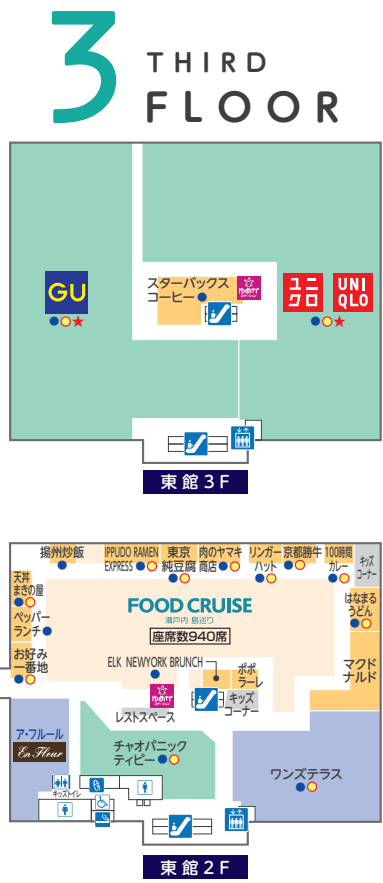 3 THIRD
FLOOR
GU
スターバックス
コーヒー
ゆめか
ステーション
ユニ
クロ
UNI
QLO
東館3F
揚州炒飯
IPPUDO RAMEN
EXPRESS
東京
純豆腐
肉のヤマキ
商店
リンガー
ハット
京都勝牛
100時間
カレー
キッズ
コーナー
天丼
まきの屋
ペッパー
ランチ
お好み
一番地
FOOD CRUISE
瀬戸内 島巡り
座席数940席
はなまる
うどん
マクド
ナルド
ELK NEWYORK BRUNCH
ポポ
ラーレ
レストスペース
キッズ
コーナー
ア・フルール
En Fleur
チャオパニック
ティピー
ワンズテラス
キッズトイレ
東館2F